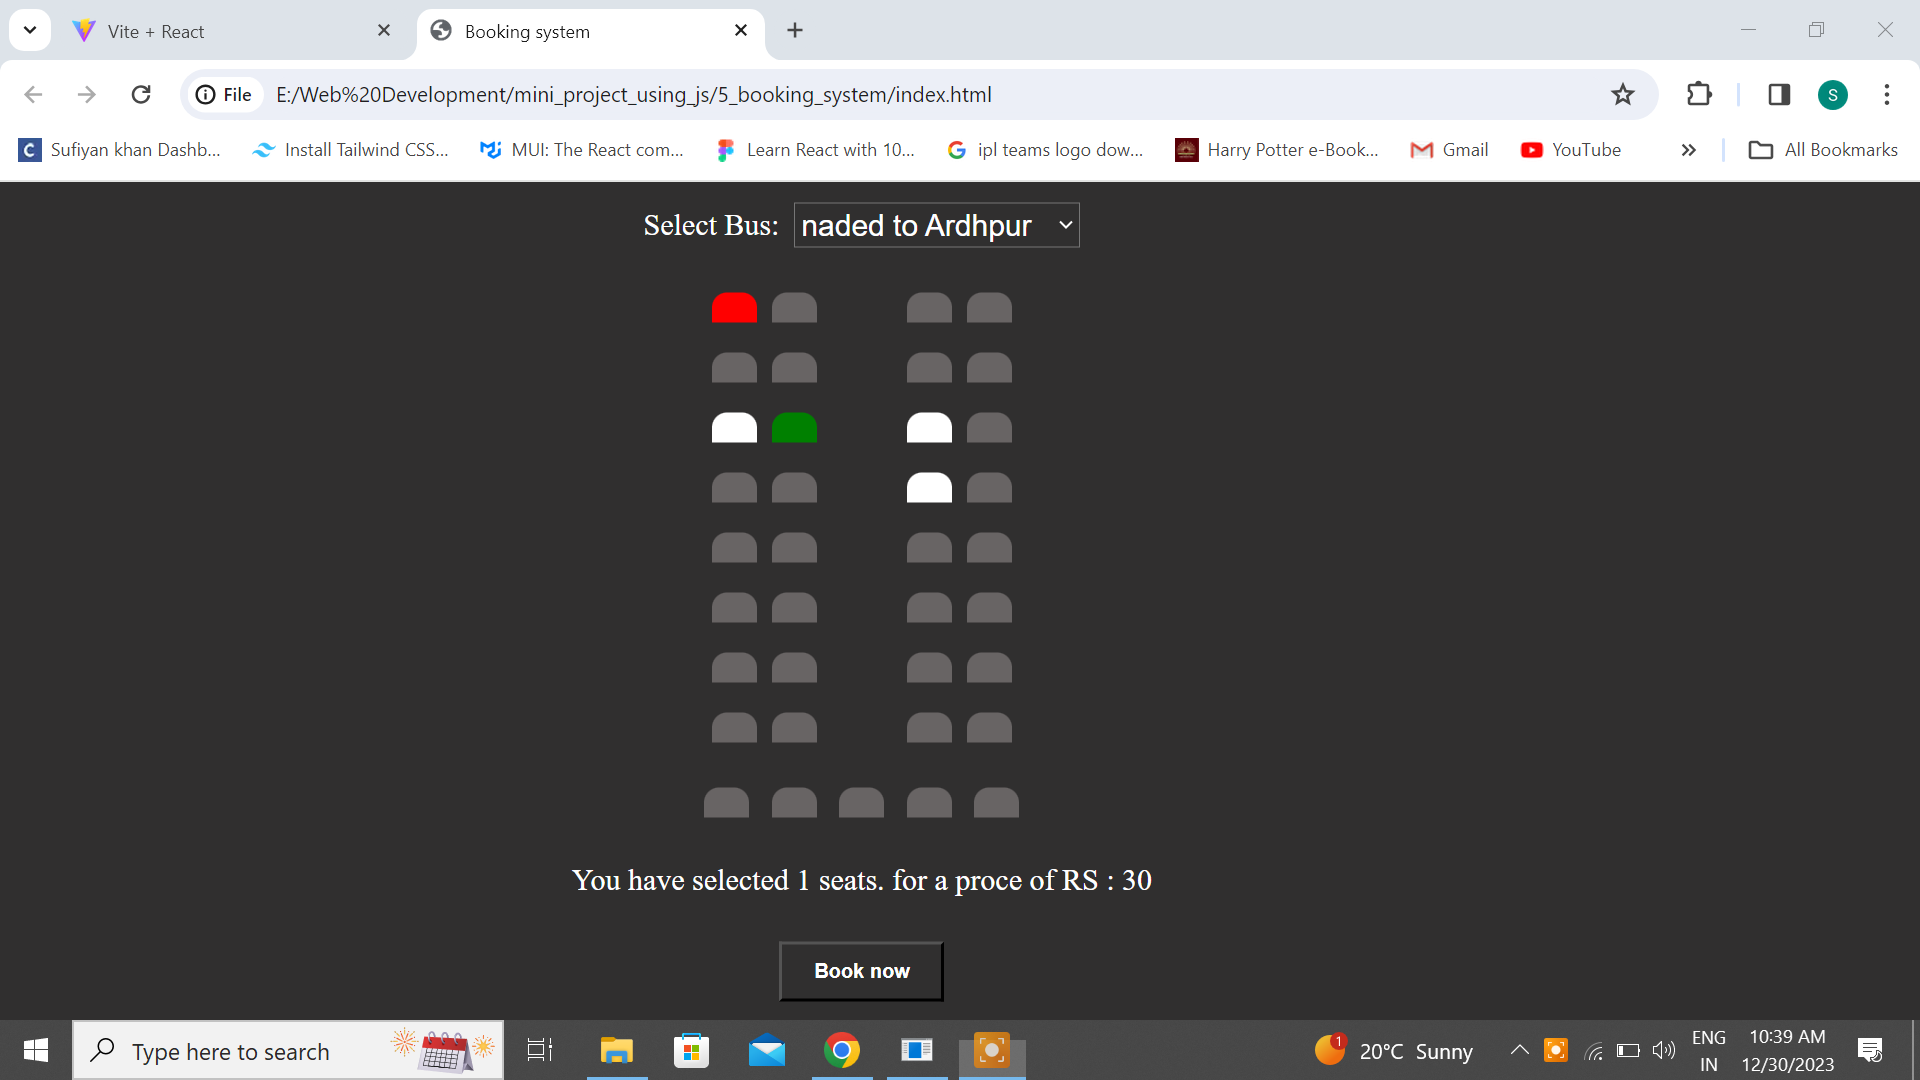 Vite + React
Booking system
File
E:/Web%20Development/mini_project_using_js/5_booking_system/index.html
S
C
Sufiyan khan Dashb...
Install Tailwind CSS...
MUI: The React com...
Learn React with 10...
ipl teams logo dow...
Harry Potter e-Book...
Gmail
YouTube
All Bookmarks
Select Bus: naded to Ardhpur
You have selected 1 seats. for a proce of RS : 30
Book now
Type here to search
1
20°C Sunny
ENG
IN
10:39 AM
12/30/2023